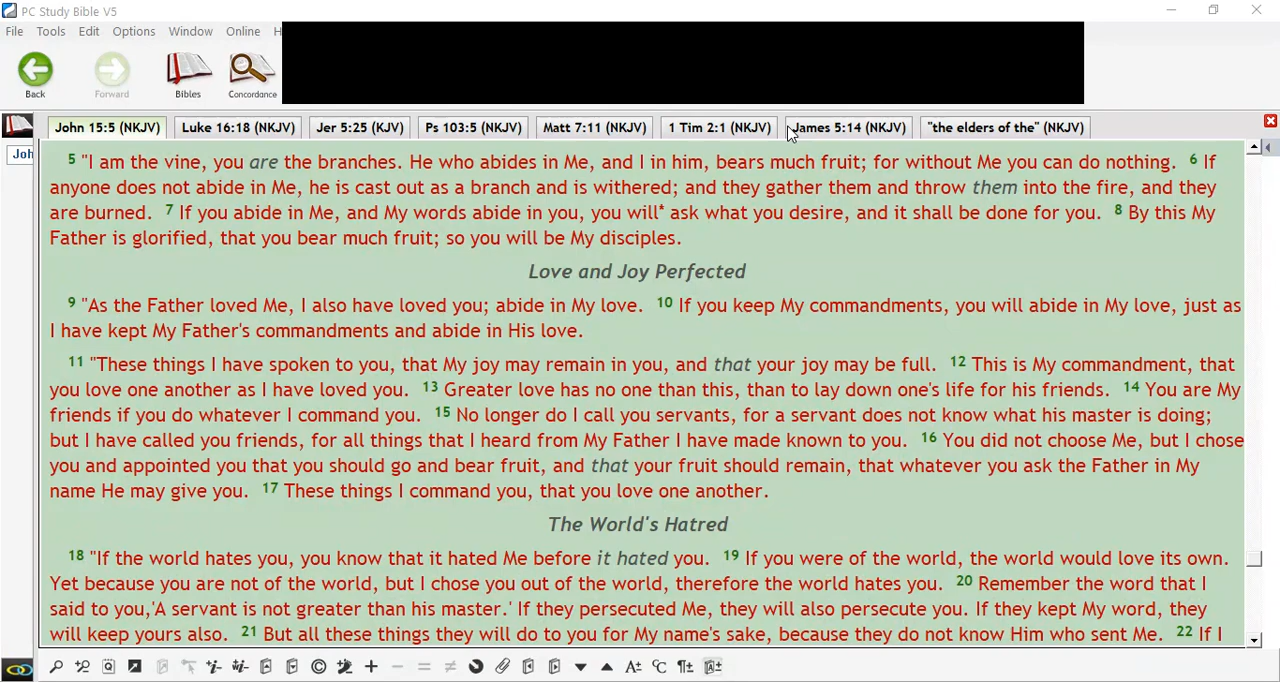 PC Study Bible V5
File Tools Edit Options Window Online H
Back Forward Bibles Concordance
John 15:5 (NKJV) Luke 16:18 (NKJV) Jer 5:25 (KJV) Ps 103:5 (NKJV) Matt 7:11 (NKJV) 1 Tim 2:1 (NKJV) James 5:14 (NKJV) "the elders of the" (NKJV)
Joh
5 "I am the vine, you are the branches. He who abides in Me, and I in him, bears much fruit; for without Me you can do nothing. 6 If
anyone does not abide in Me, he is cast out as a branch and is withered; and they gather them and throw them into the fire, and they
are burned. 7 If you abide in Me, and My words abide in you, you will* ask what you desire, and it shall be done for you. 8 By this My
Father is glorified, that you bear much fruit; so you will be My disciples.
Love and Joy Perfected
9 "As the Father loved Me, I also have loved you; abide in My love. 10 If you keep My commandments, you will abide in My love, just as
I have kept My Father's commandments and abide in His love.
11 "These things I have spoken to you, that My joy may remain in you, and that your joy may be full. 12 This is My commandment, that
you love one another as I have loved you. 13 Greater love has no one than this, than to lay down one's life for his friends. 14 You are My
friends if you do whatever I command you. 15 No longer do I call you servants, for a servant does not know what his master is doing;
but I have called you friends, for all things that I heard from My Father I have made known to you. 16 You did not choose Me, but I chose
you and appointed you that you should go and bear fruit, and that your fruit should remain, that whatever you ask the Father in My
name He may give you. 17 These things I command you, that you love one another.
The World's Hatred
18 "If the world hates you, you know that it hated Me before it hated you. 19 If you were of the world, the world would love its own.
Yet because you are not of the world, but I chose you out of the world, therefore the world hates you. 20 Remember the word that I
said to you,'A servant is not greater than his master.' If they persecuted Me, they will also persecute you. If they kept My word, they
will keep yours also. 21 But all these things they will do to you for My name's sake, because they do not know Him who sent Me. 22 If I